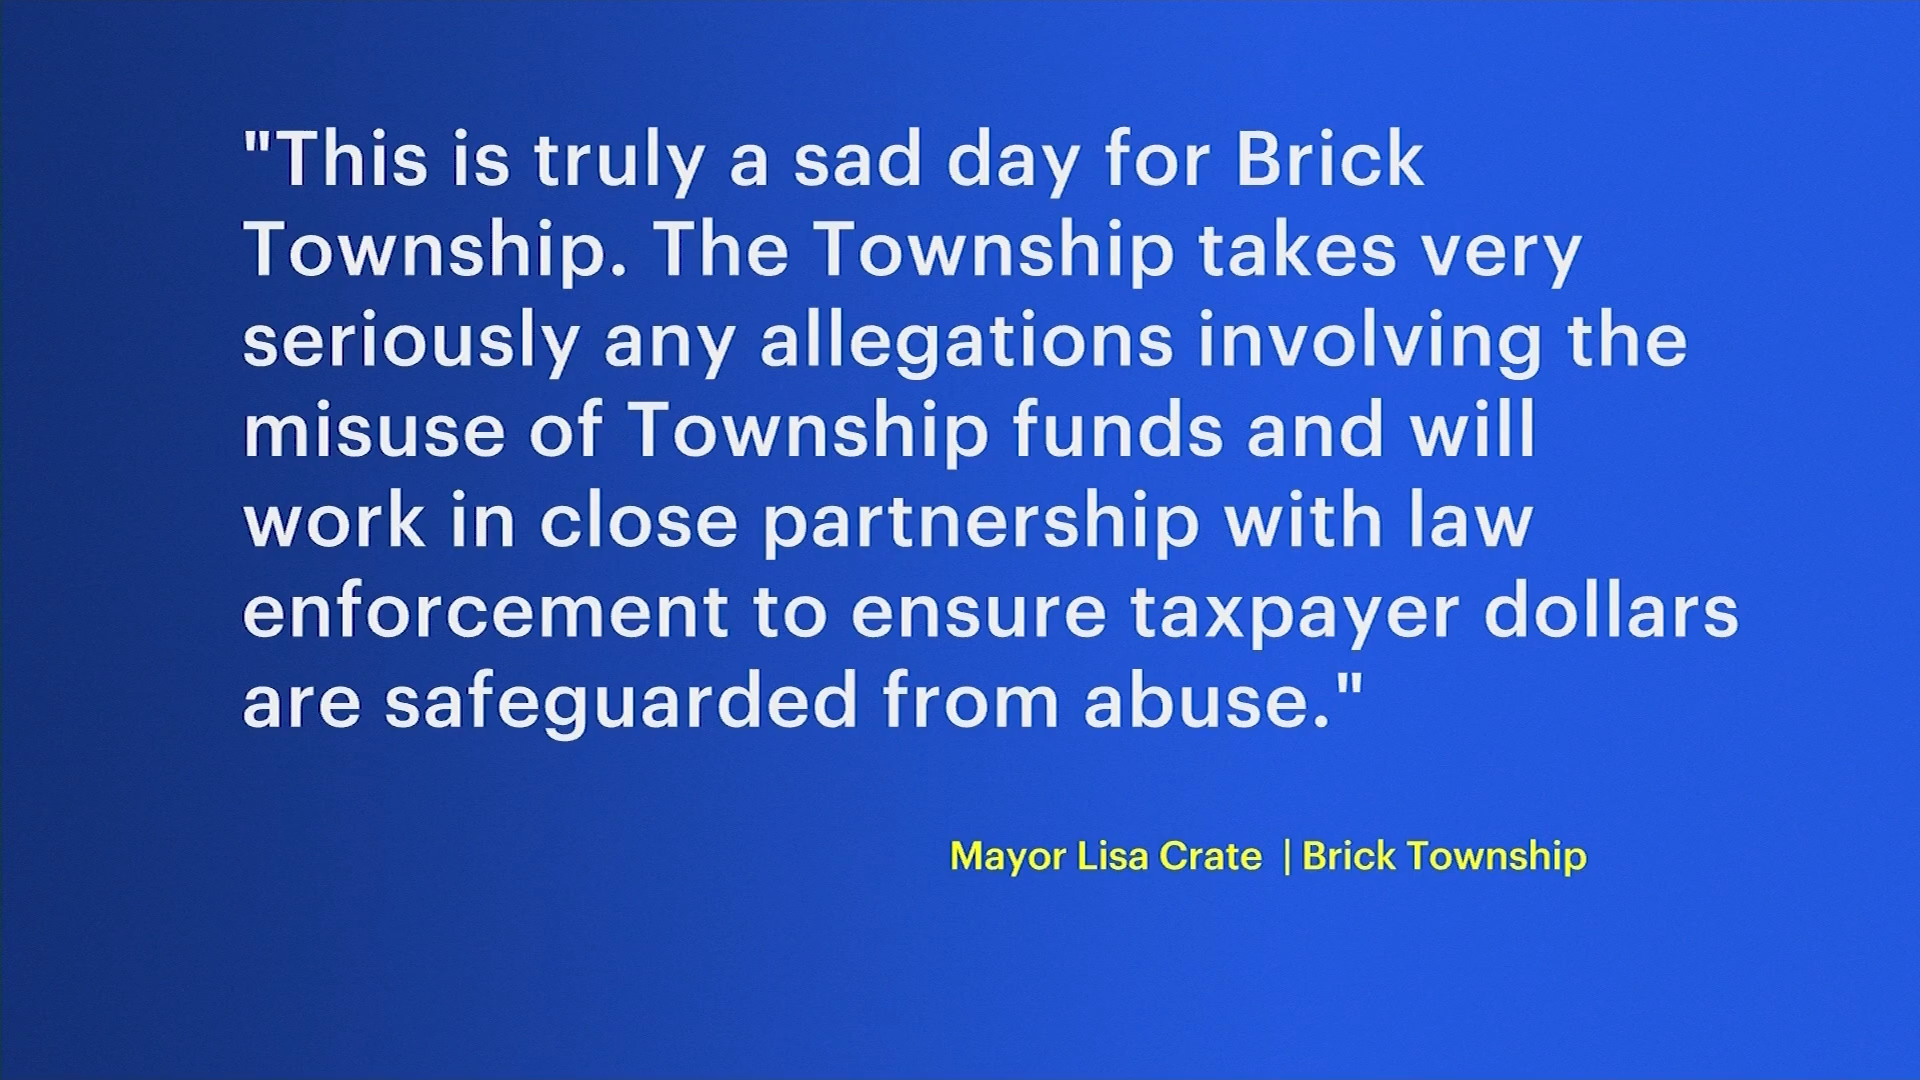 "This is truly a sad day for Brick
Township. The Township takes very
seriously any allegations involving the
misuse of Township funds and will
work in close partnership with law
enforcement to ensure taxpayer dollars
are safeguarded from abuse."
Mayor Lisa Crate | Brick Township